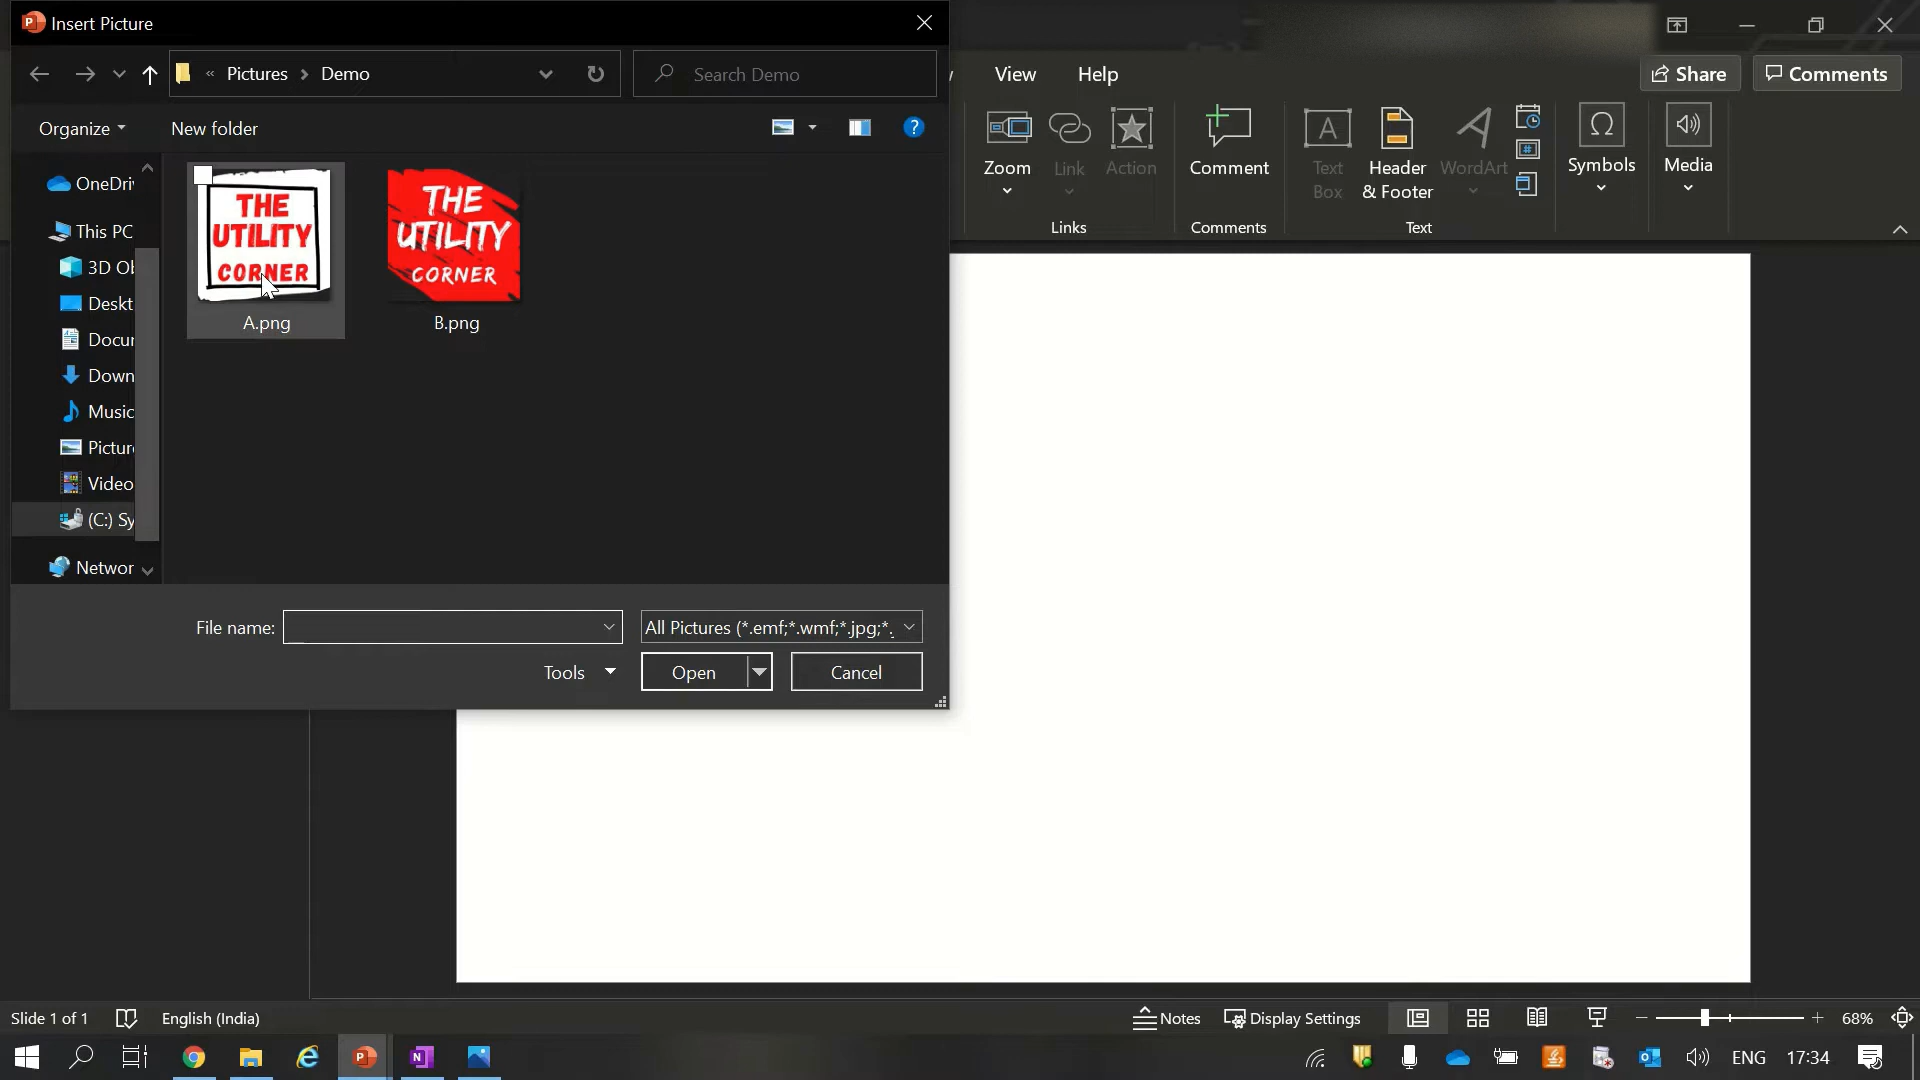 Insert Picture
« Pictures > Demo
Search Demo
View
Help
Share
Comments
Organize
New folder
Zoom
Link
Action
Comment
Text
Box
Header
& Footer
WordArt
Symbols
Media
Links
Comments
Text
OneDri
This PC
3D Ob
Deskt
Docur
Down
Music
Pictur
Video
(C:) Sy
Networ
THE
UTILITY
CORNER
THE
UTILITY
CORNER
A.png
B.png
File name:
All Pictures (*.emf;*.wmf;*.jpg;*.
Tools
Open
Cancel
Slide 1 of 1
English (India)
Notes
Display Settings
68%
ENG
17:34